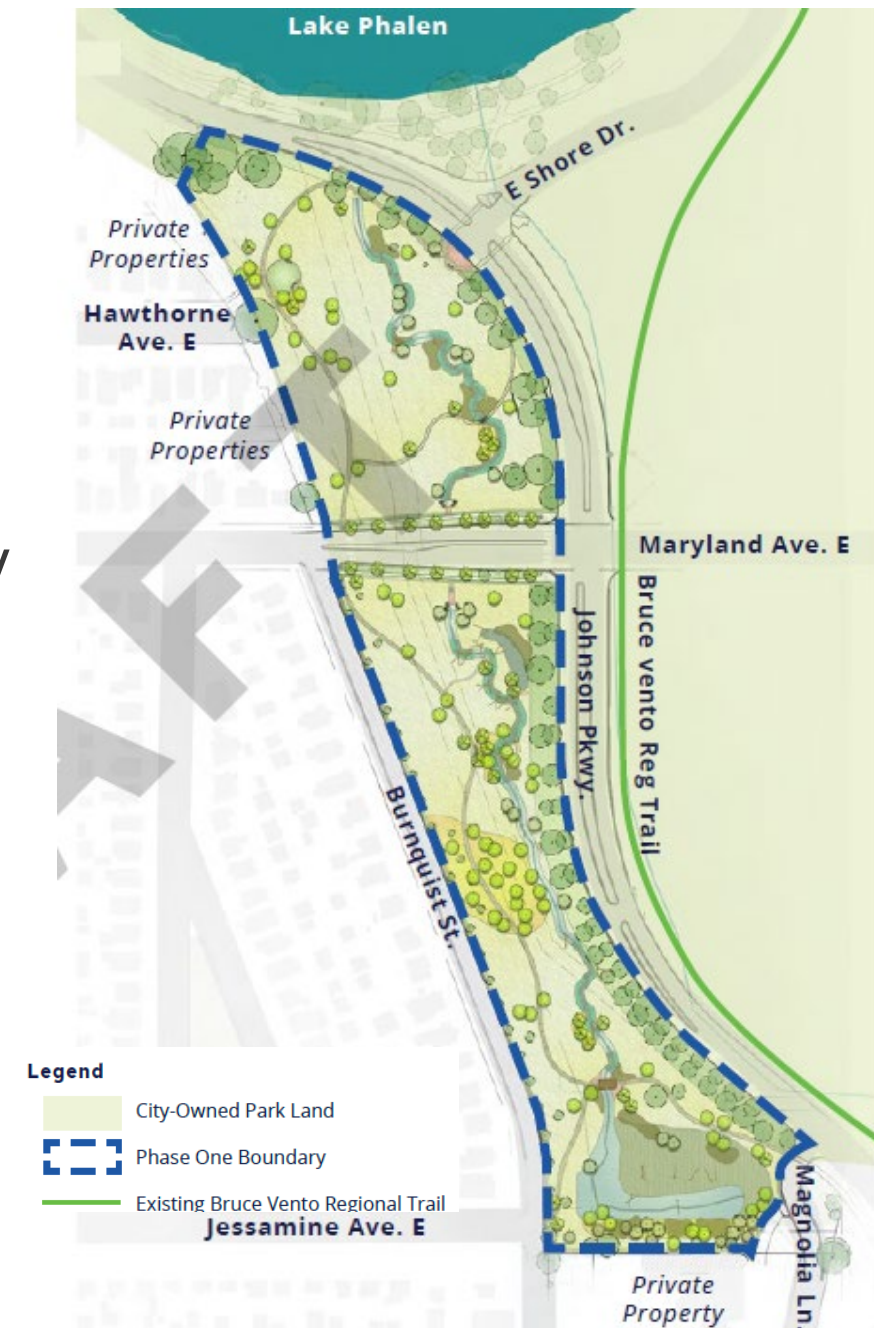 Lake Phalen
E Shore Dr.
Private
Properties
Hawthorne
Ave. E
Private
Properties
y
Maryland Ave. E
Johnson Pkwy.
Bruce vento Reg Trail
Burnquist St.
AFT
Legend
City-Owned Park Land
Phase One Boundary
Existing Bruce Vento Regional Trail
Jessamine Ave. E
Magnolia Ln.
Private
Property